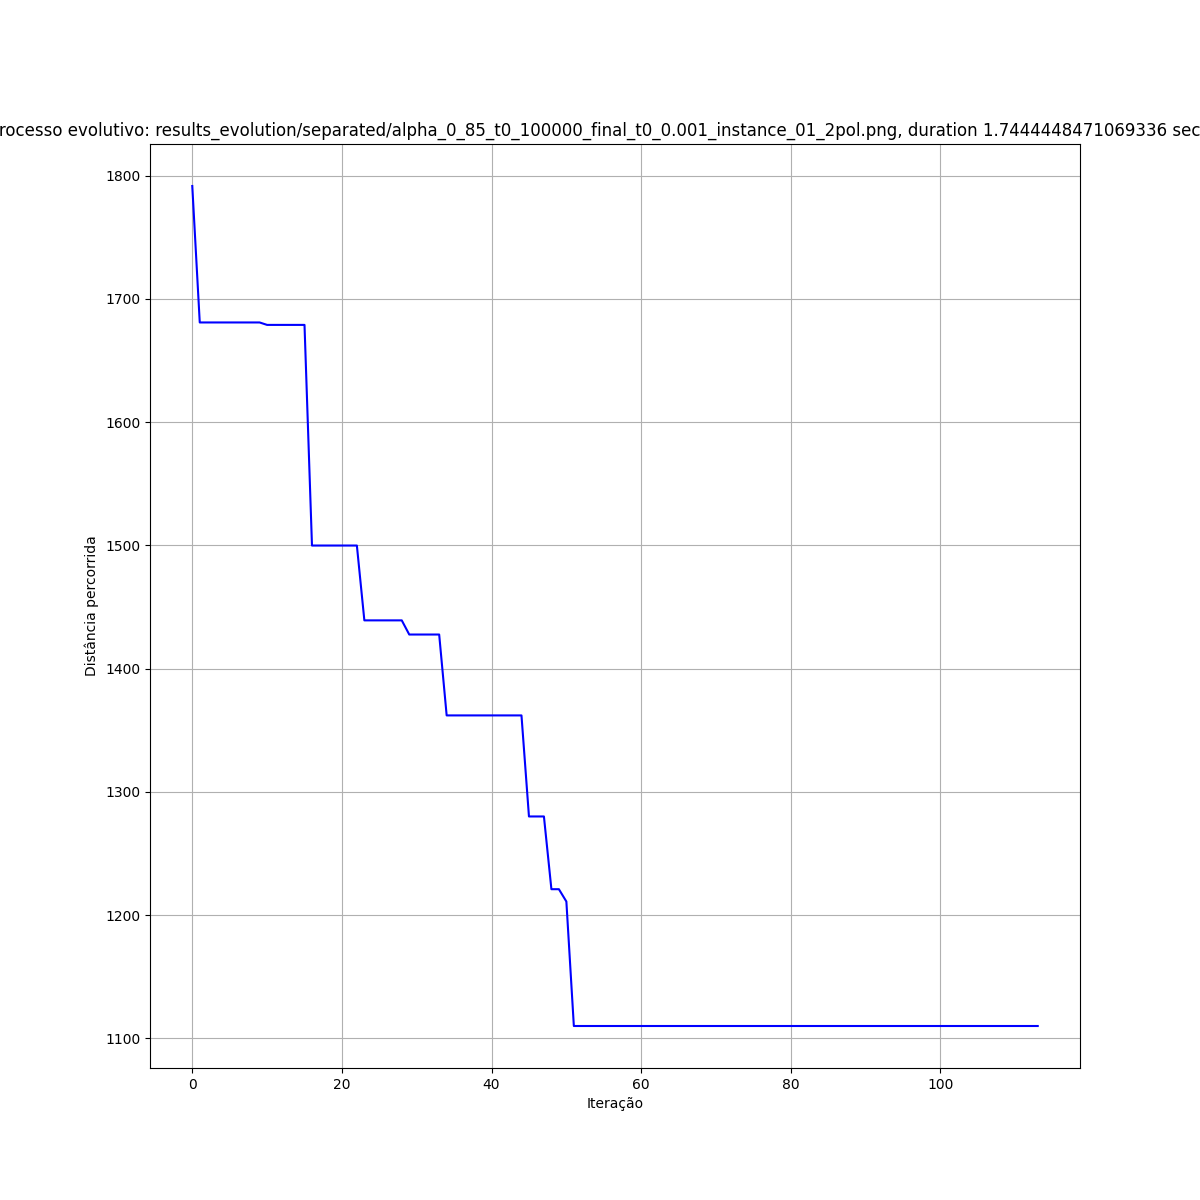 rocesso evolutivo: results_evolution/separated/alpha_0_85_t0_100000_final_t0_0.001_instance_01_2pol.png, duration 1.7444448471069336 sec
1800
1700
1600
1500
1400
1300
1200
1100
Distância percorrida
0 20 40 60 80 100
Iteração